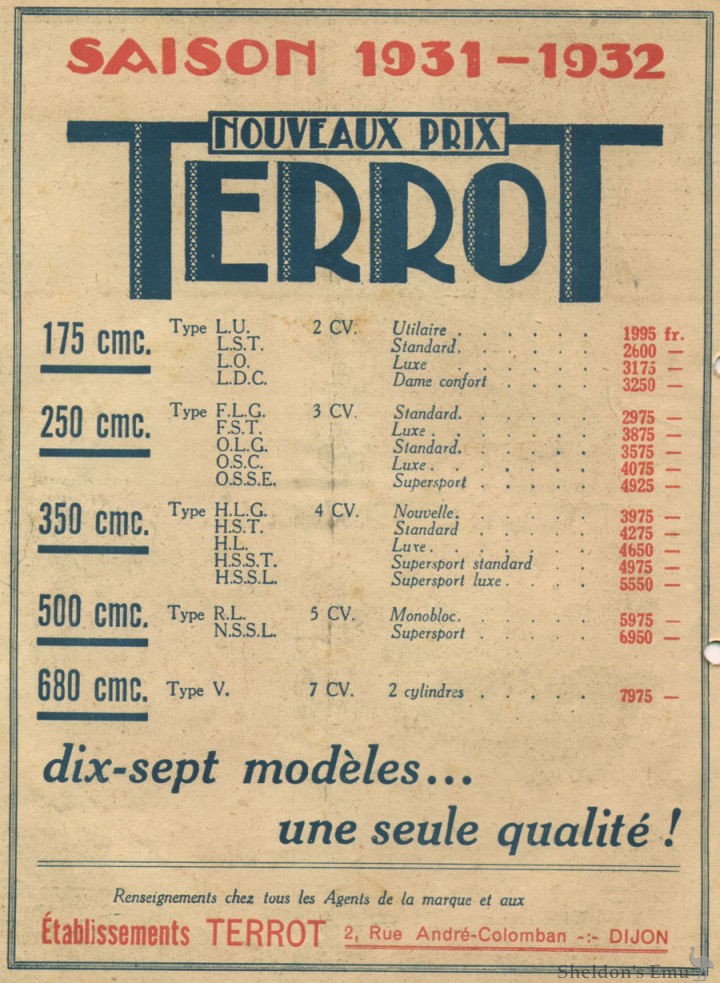 SAISON 1931-1932
NOUVEAUX PRIX
TERROT
175 cmc. Type L.U. 2 CV. Utilaire . . . . . . 1995 fr.
L.S.T. Standard. . . . . . 2600 —
L.O. Luxe . . . . . . 3175 —
L.D.C. Dame confort . . . . 3250 —
250 cmc. Type F.L.G. 3 CV. Standard. . . . . . 2975 —
F.S.T. Luxe . . . . . . 3875 —
O.L.G. Standard. . . . . . 3575 —
O.S.C. Luxe . . . . . . 4075 —
O.S.S.E. Supersport . . . . . 4925 —
350 cmc. Type H.L.G. 4 CV. Nouvelle. . . . . . 3975 —
H.S.T. Standard . . . . . 4275 —
H.L. Luxe . . . . . . 4650 —
H.S.S.T. Supersport standard . . 4975 —
H.S.S.L. Supersport luxe . . . . 5550 —
500 cmc. Type R.L. 5 CV. Monobloc. . . . . . 5975 —
N.S.S.L. Supersport . . . . . 6950 —
680 cmc. Type V. 7 CV. 2 cylindres . . . . . 7975 —
dix-sept modèles...
une seule qualité !
Renseignements chez tous les Agents de la marque et aux
Établissements TERROT 2, Rue André-Colomban -:- DIJON
Sheldon's Emu